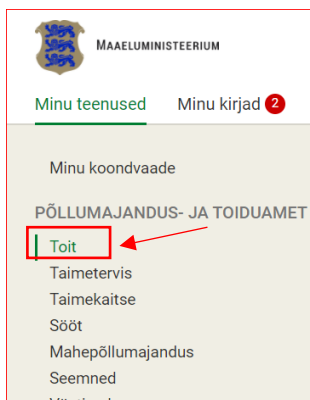 MAAELUMINISTEERIUM
Minu teenused Minu kirjad 2
Minu koondvaade
PÕLLUMAJANDUS- JA TOIDUAMET
Toit
Taimetervis
Taimekaitse
Sööt
Mahepõllumajandus
Seemned